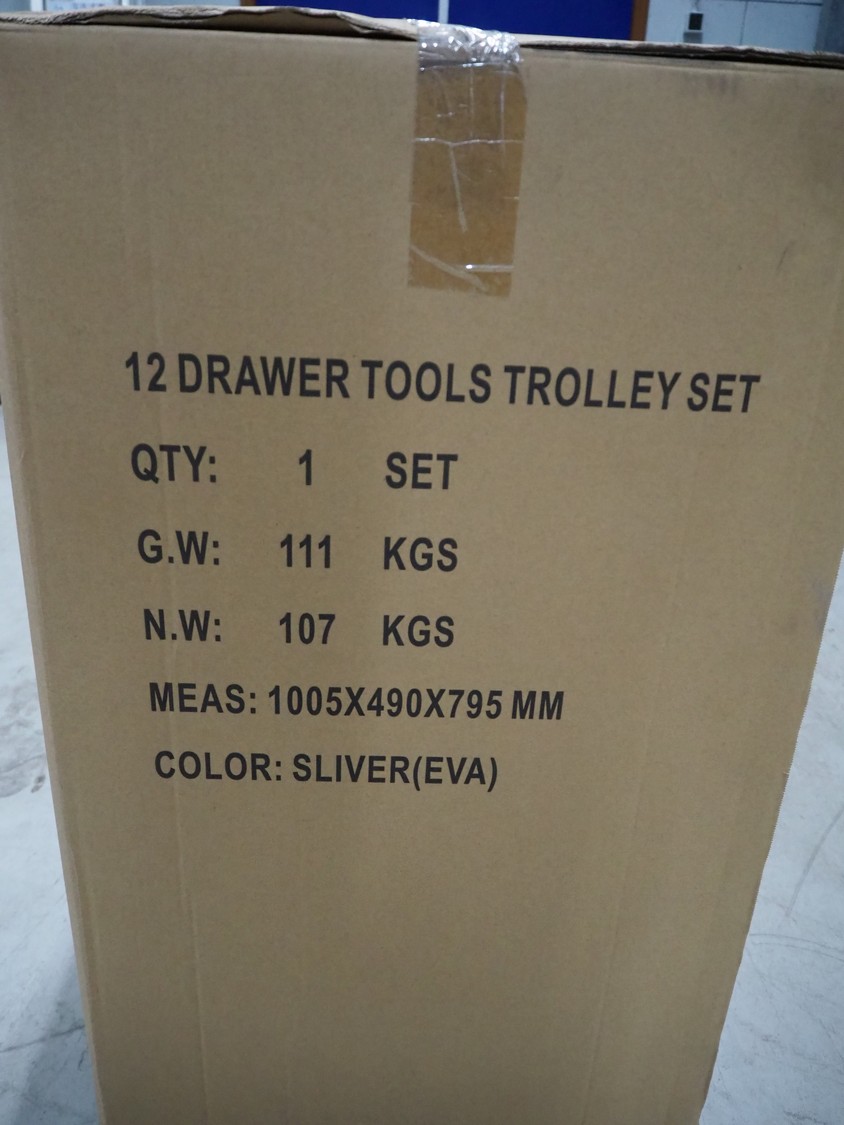 12 DRAWER TOOLS TROLLEY SET
QTY: 1 SET
G.W: 111 KGS
N.W: 107 KGS
MEAS: 1005X490X795 MM
COLOR: SLIVER(EVA)